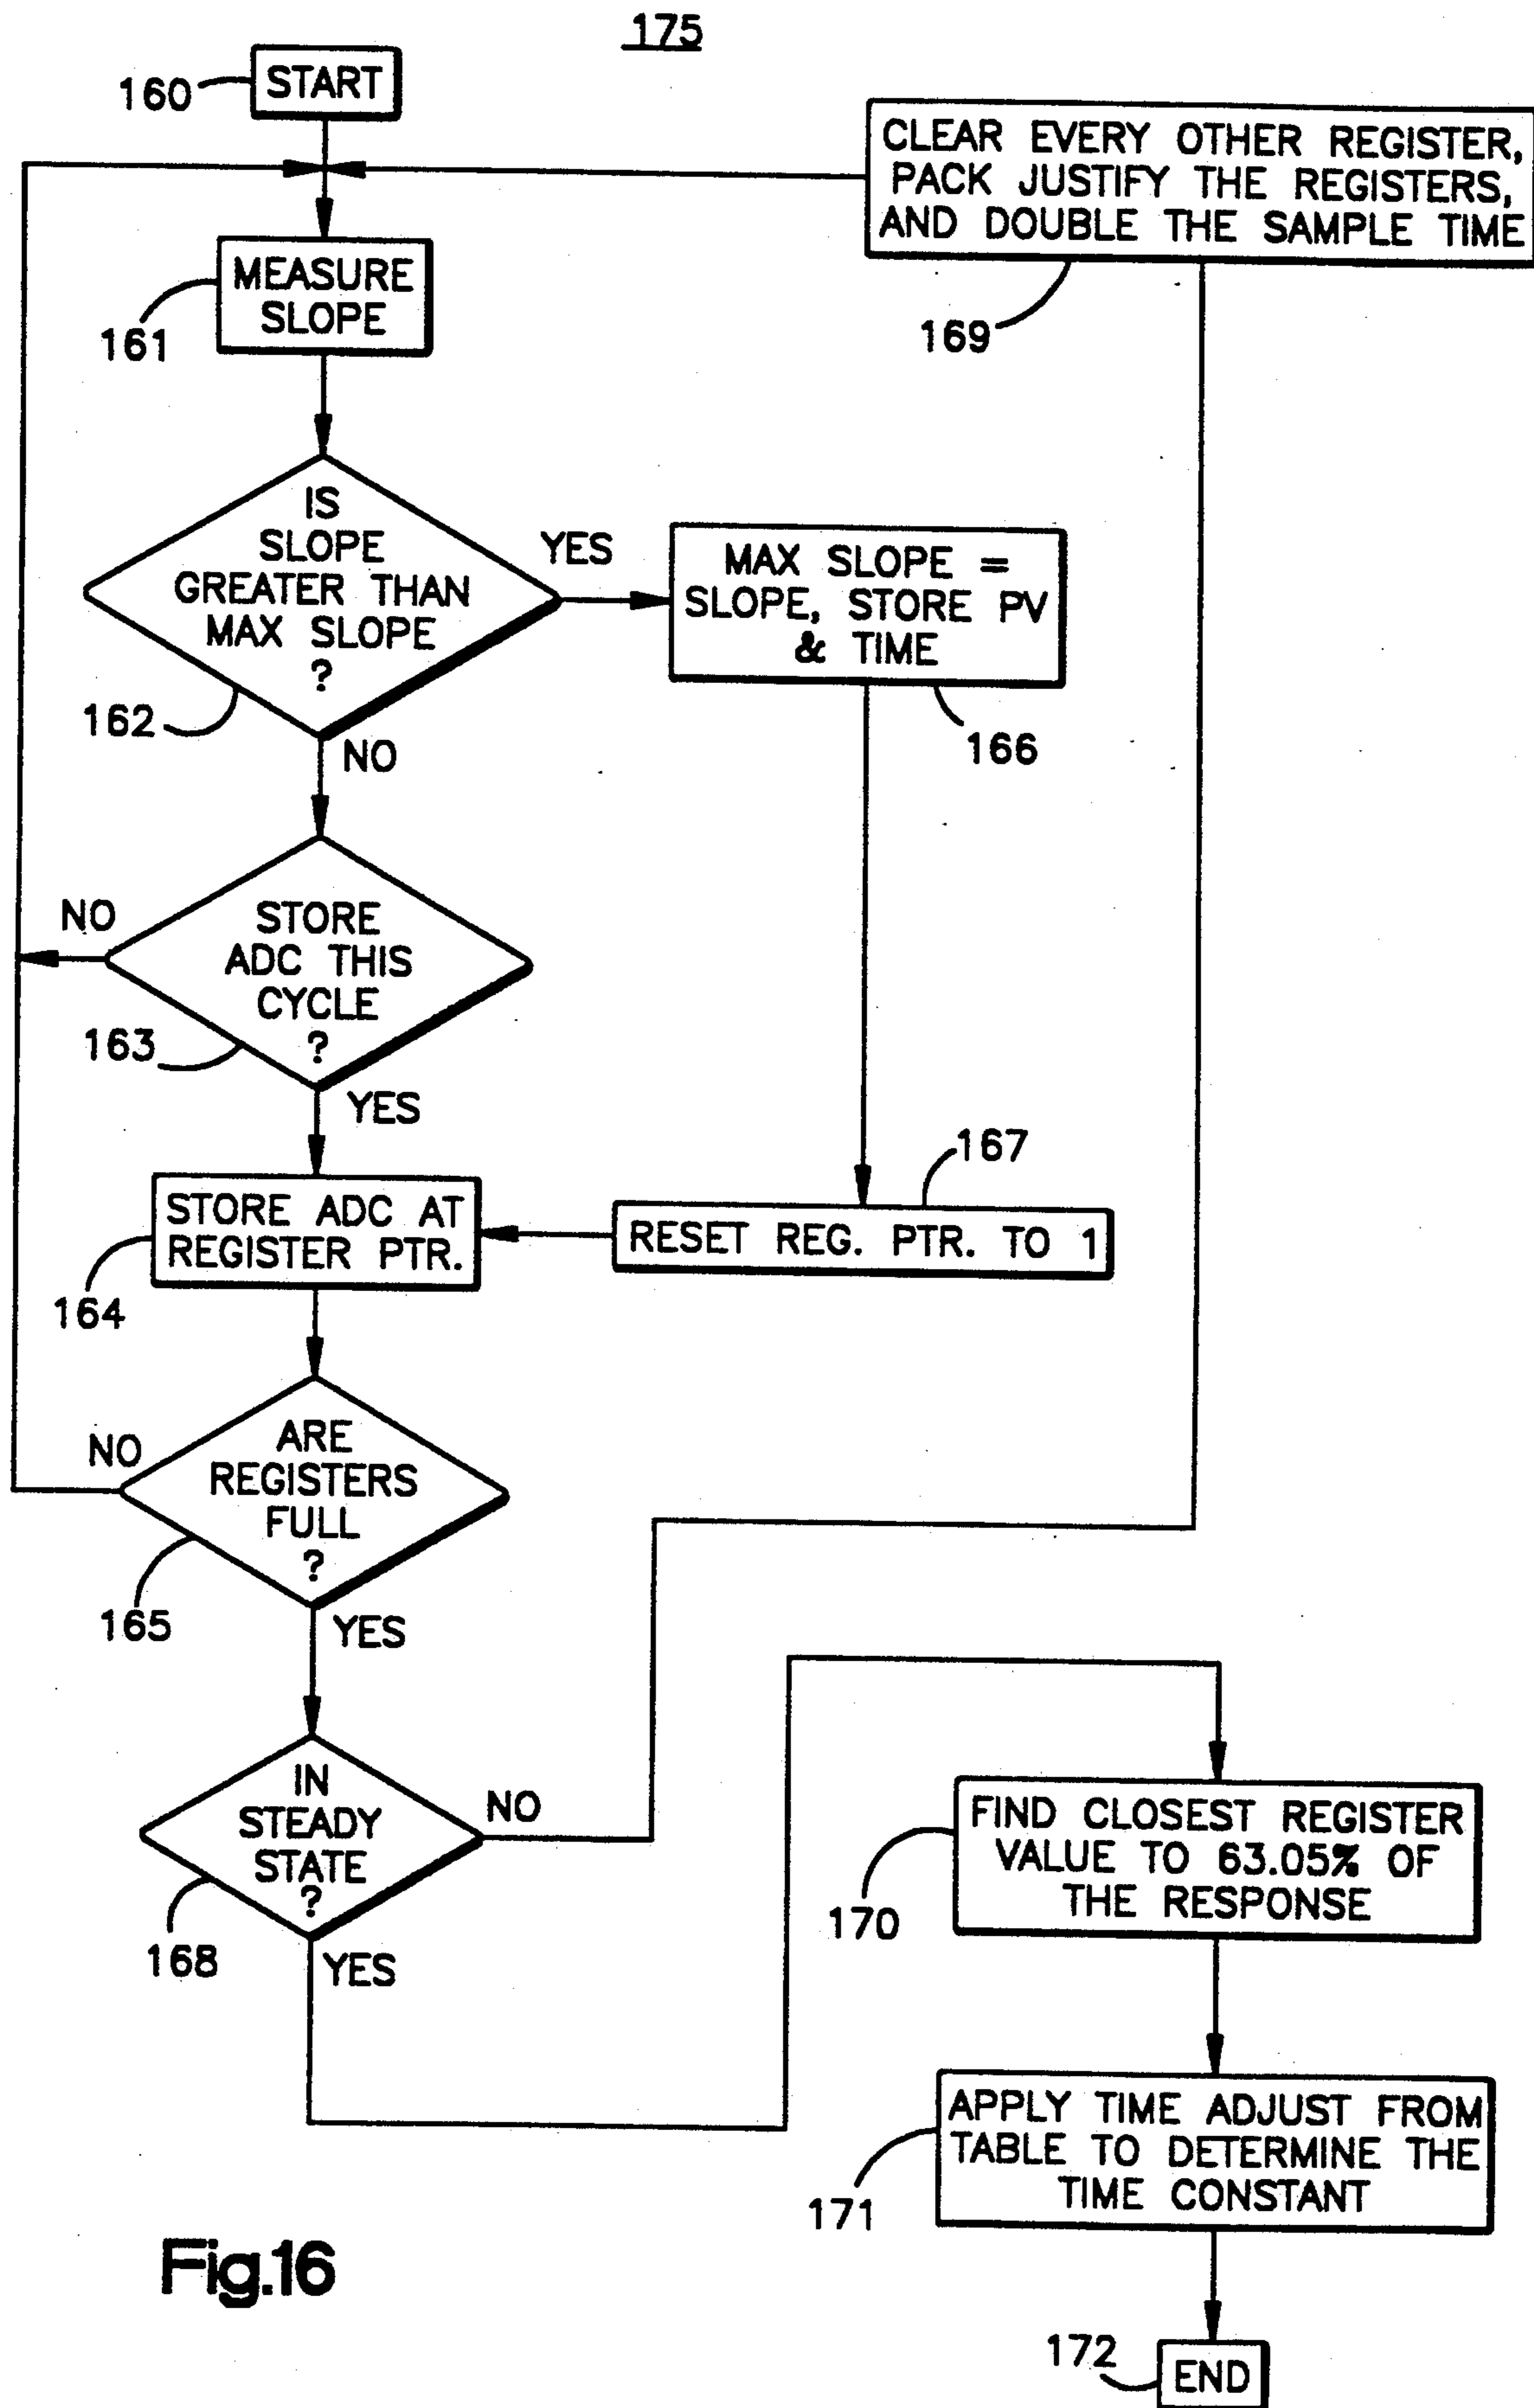 175
160
START
CLEAR EVERY OTHER REGISTER,
PACK JUSTIFY THE REGISTERS,
AND DOUBLE THE SAMPLE TIME
169
MEASURE
SLOPE
161
IS
SLOPE
GREATER THAN
MAX SLOPE
?
162
YES
NO
MAX SLOPE =
SLOPE, STORE PV
& TIME
166
STORE
ADC THIS
CYCLE
?
163
NO
YES
167
RESET REG. PTR. TO 1
STORE ADC AT
REGISTER PTR.
164
ARE
REGISTERS
FULL
?
165
NO
YES
IN
STEADY
STATE
?
168
NO
YES
FIND CLOSEST REGISTER
VALUE TO 63.05% OF
THE RESPONSE
170
APPLY TIME ADJUST FROM
TABLE TO DETERMINE THE
TIME CONSTANT
171
172
END
Fig.16